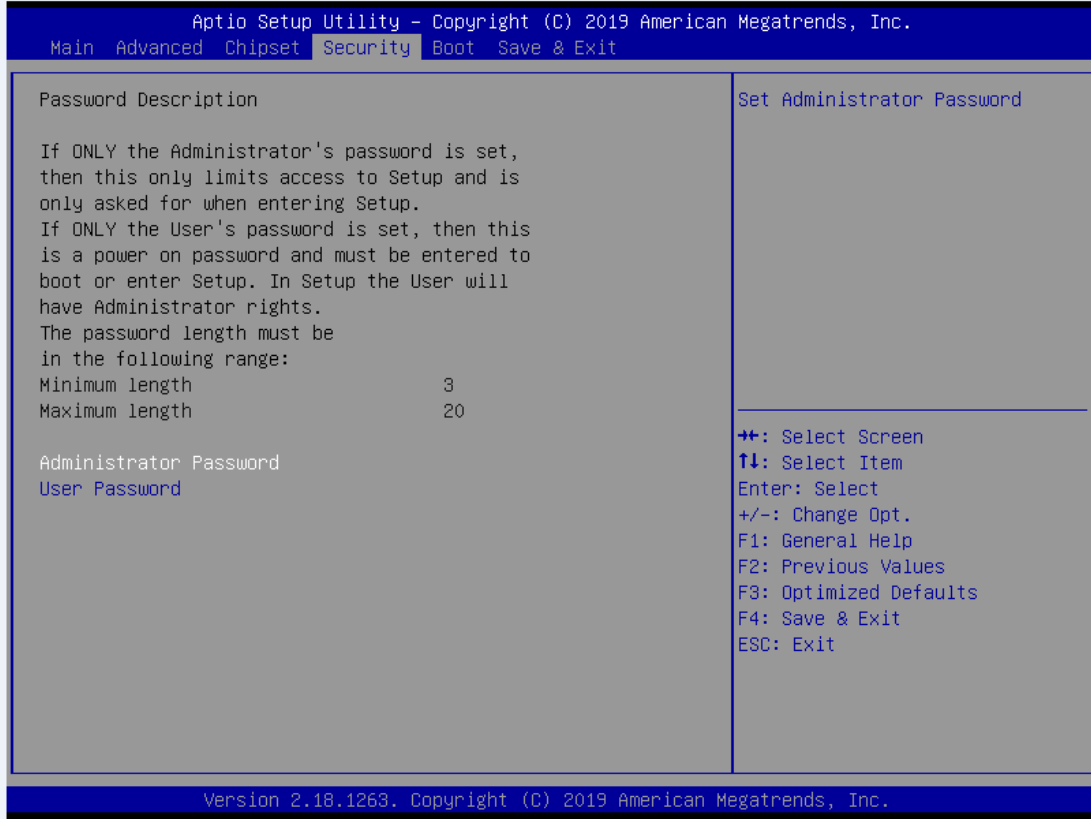 Aptio Setup Utility – Copyright (C) 2019 American Megatrends, Inc.
Main Advanced Chipset Security Boot Save & Exit
Password Description
If ONLY the Administrator's password is set,
then this only limits access to Setup and is
only asked for when entering Setup.
If ONLY the User's password is set, then this
is a power on password and must be entered to
boot or enter Setup. In Setup the User will
have Administrator rights.
The password length must be
in the following range:
Minimum length 3
Maximum length 20
Administrator Password
User Password
Set Administrator Password
→←: Select Screen
↑↓: Select Item
Enter: Select
+/-: Change Opt.
F1: General Help
F2: Previous Values
F3: Optimized Defaults
F4: Save & Exit
ESC: Exit
Version 2.18.1263. Copyright (C) 2019 American Megatrends, Inc.